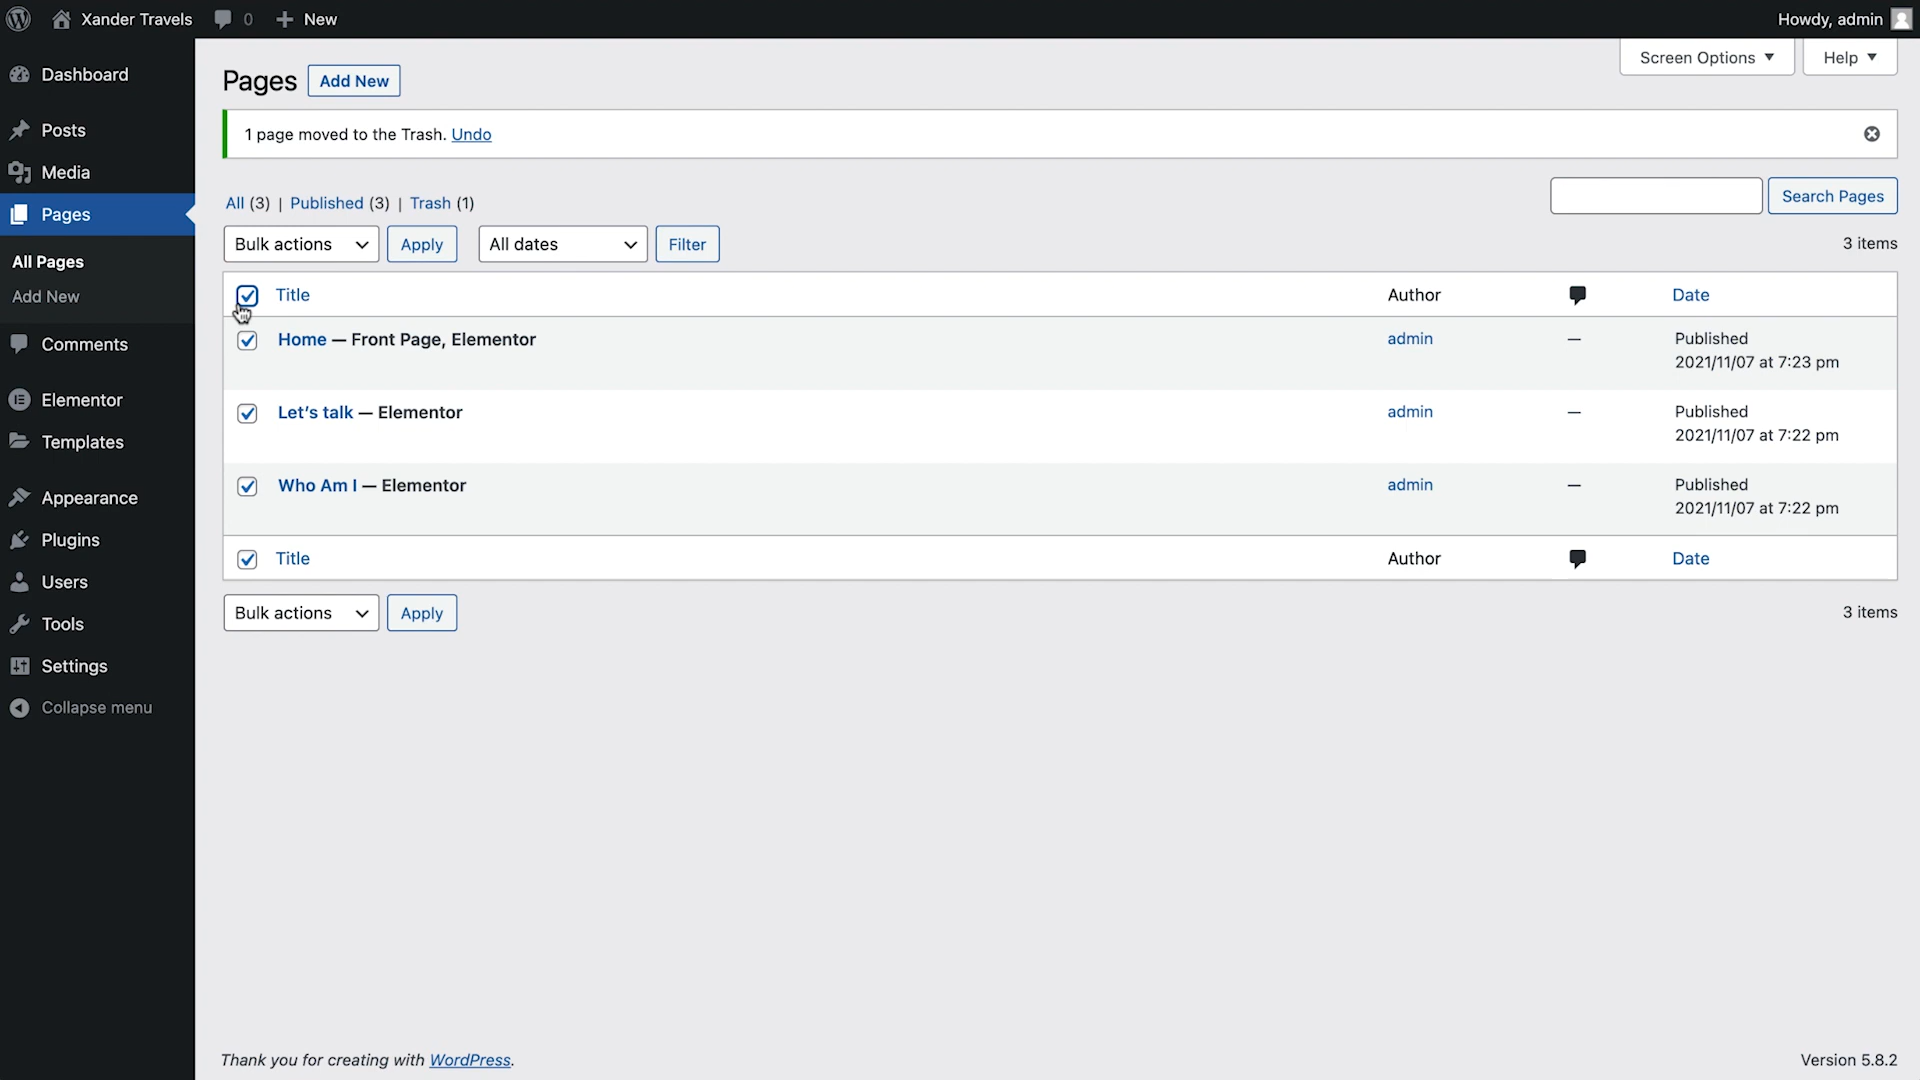 Xander Travels 0 New Howdy, admin
Screen Options Help
Dashboard
Posts
Media
Pages
All Pages
Add New
Comments
Elementor
Templates
Appearance
Plugins
Users
Tools
Settings
Collapse menu
Pages Add New
1 page moved to the Trash. Undo
All (3) | Published (3) | Trash (1)
Search Pages
Bulk actions Apply All dates Filter 3 items
Title Author Date
Home — Front Page, Elementor admin — Published
2021/11/07 at 7:23 pm
Let’s talk — Elementor admin — Published
2021/11/07 at 7:22 pm
Who Am I — Elementor admin — Published
2021/11/07 at 7:22 pm
Title Author Date
Bulk actions Apply 3 items
Thank you for creating with WordPress. Version 5.8.2